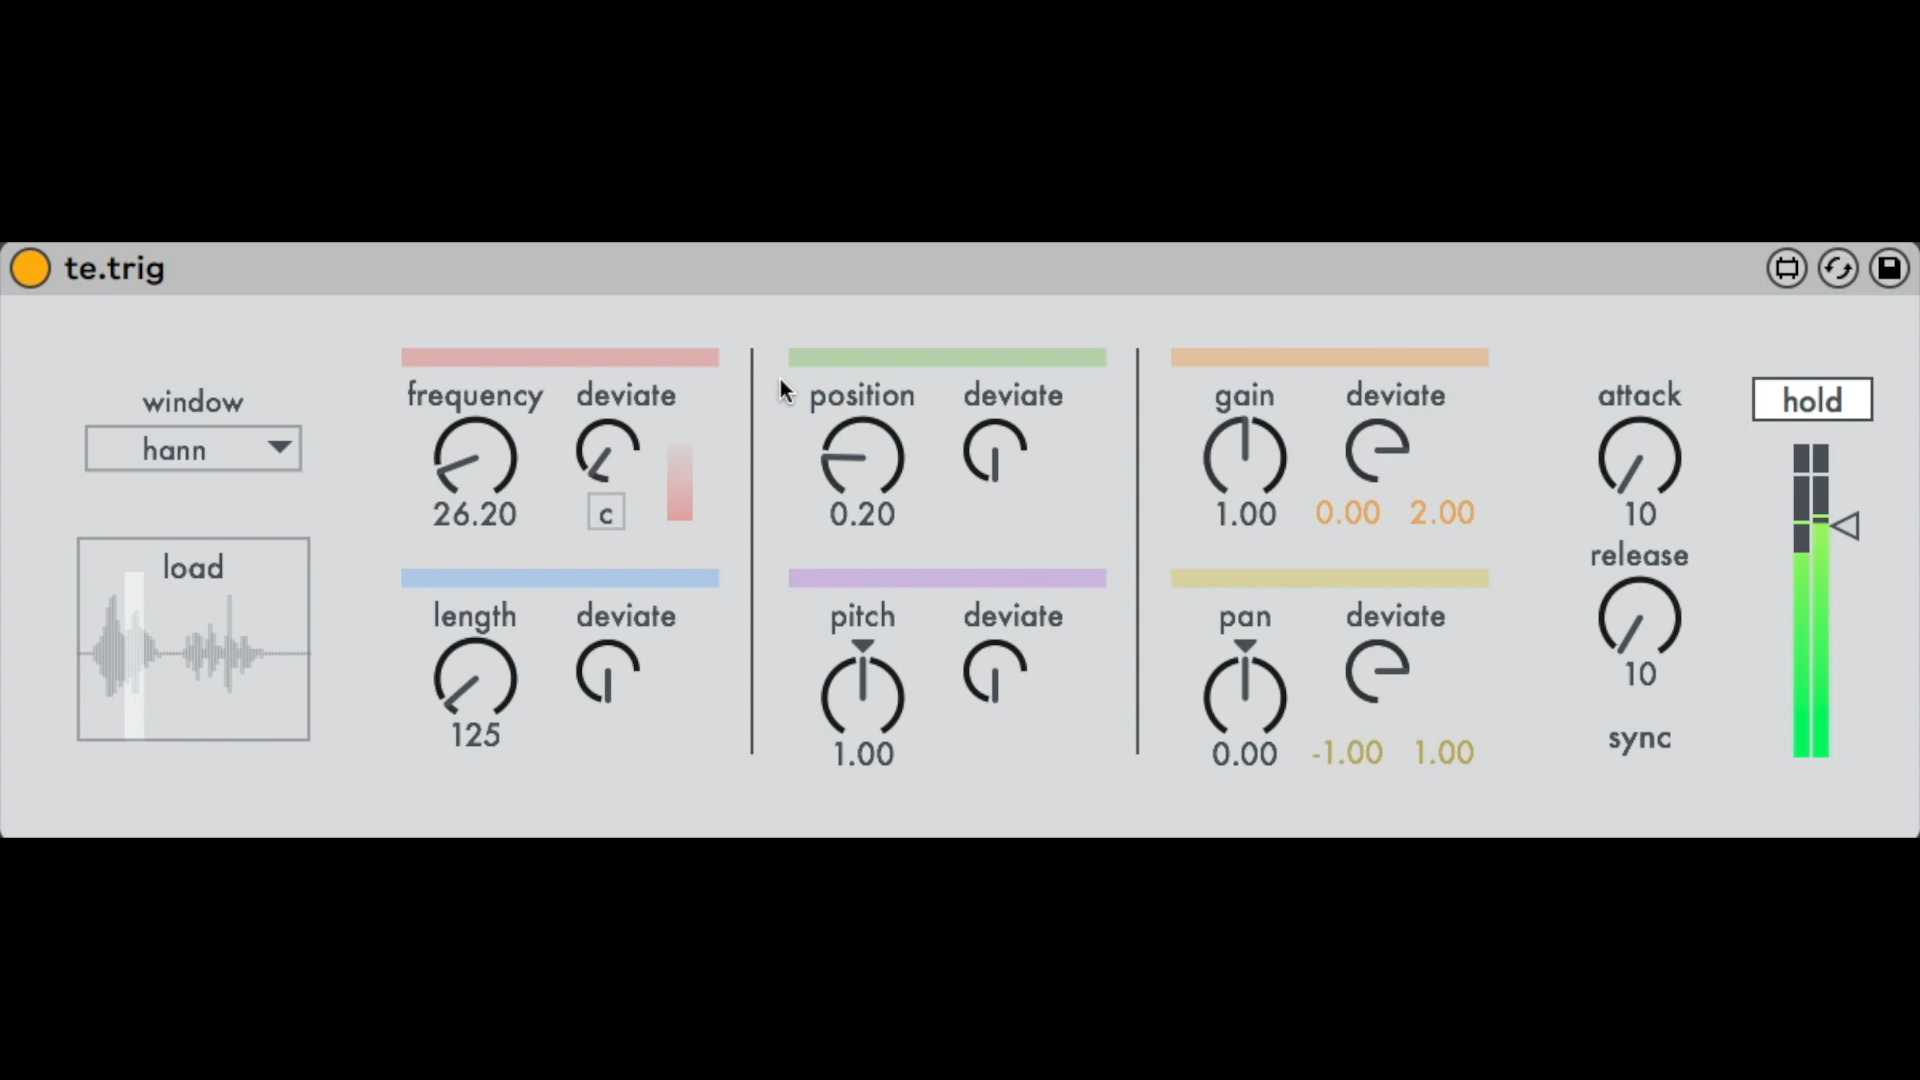 te.trig
window
hann
load
frequency deviate
26.20 c
length deviate
125
position deviate
0.20
pitch deviate
1.00
gain deviate
1.00 0.00 2.00
pan deviate
0.00 -1.00 1.00
attack
10
release
10
sync
hold